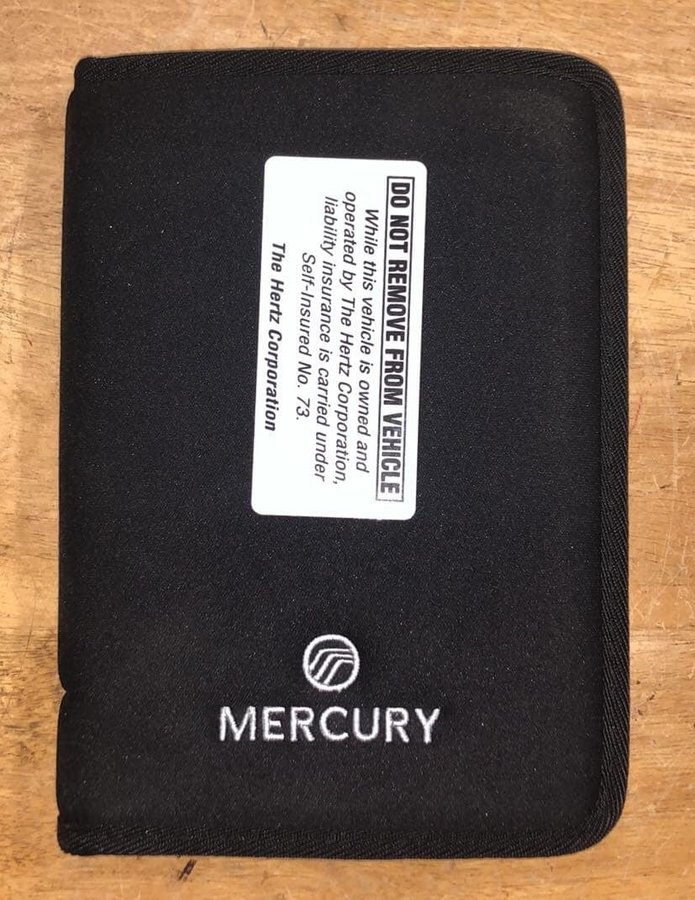 DO NOT REMOVE FROM VEHICLE
While this vehicle is owned and
operated by The Hertz Corporation,
liability insurance is carried under
Self-Insured No. 73.
The Hertz Corporation
MERCURY